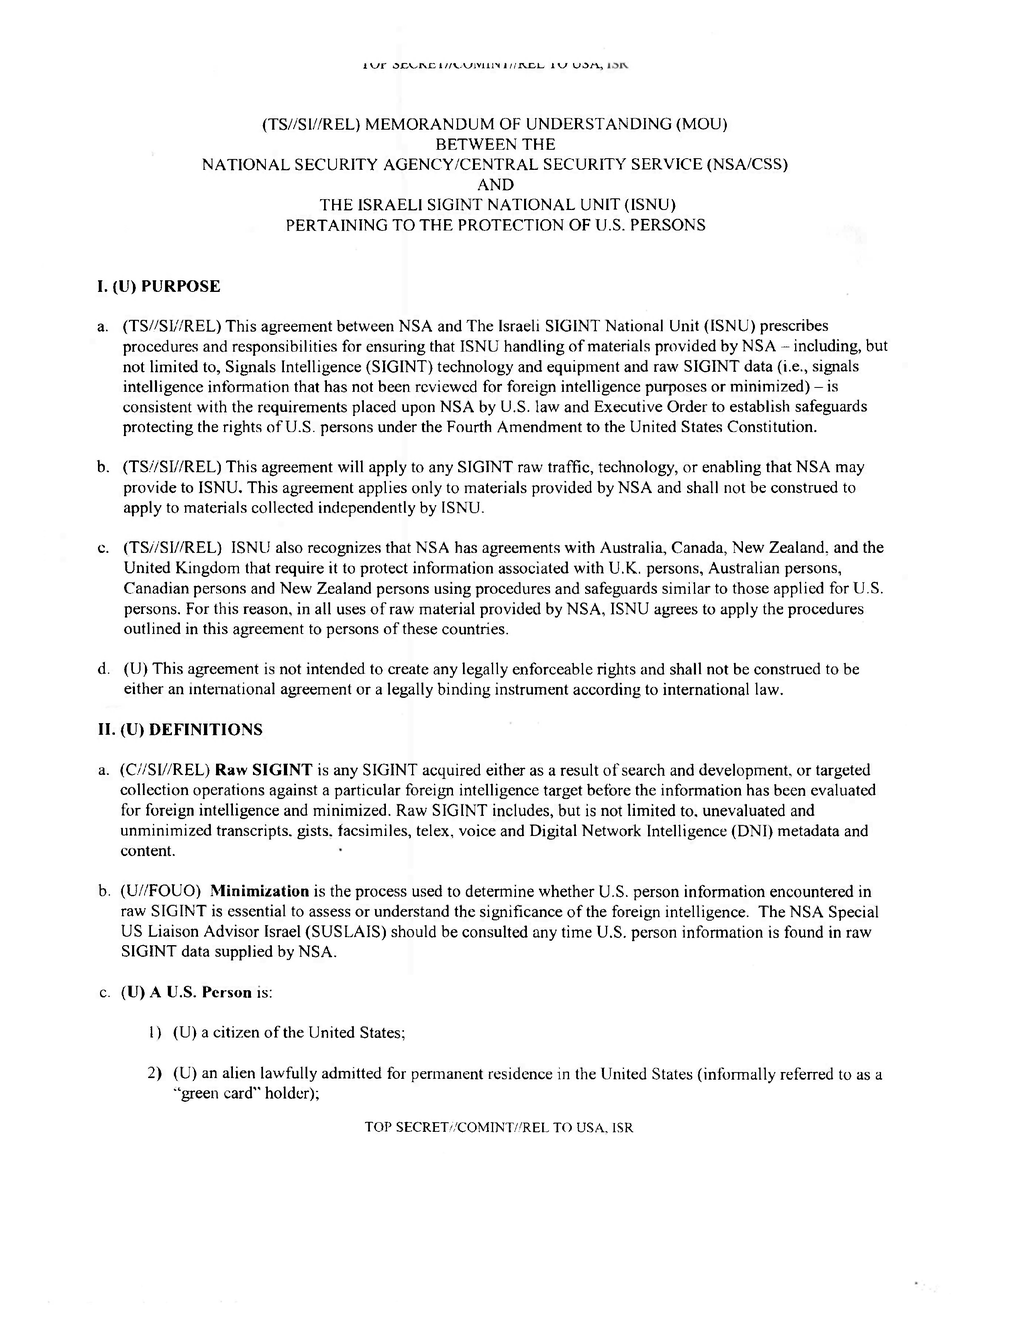 TOP SECRET//COMINT//REL TO USA, ISR
(TS//SI//REL) MEMORANDUM OF UNDERSTANDING (MOU)
BETWEEN THE
NATIONAL SECURITY AGENCY/CENTRAL SECURITY SERVICE (NSA/CSS)
AND
THE ISRAELI SIGINT NATIONAL UNIT (ISNU)
PERTAINING TO THE PROTECTION OF U.S. PERSONS
I. (U) PURPOSE
a. (TS//SI//REL) This agreement between NSA and The Israeli SIGINT National Unit (ISNU) prescribes
procedures and responsibilities for ensuring that ISNU handling of materials provided by NSA – including, but
not limited to, Signals Intelligence (SIGINT) technology and equipment and raw SIGINT data (i.e., signals
intelligence information that has not been reviewed for foreign intelligence purposes or minimized) – is
consistent with the requirements placed upon NSA by U.S. law and Executive Order to establish safeguards
protecting the rights of U.S. persons under the Fourth Amendment to the United States Constitution.
b. (TS//SI//REL) This agreement will apply to any SIGINT raw traffic, technology, or enabling that NSA may
provide to ISNU. This agreement applies only to materials provided by NSA and shall not be construed to
apply to materials collected independently by ISNU.
c. (TS//SI//REL) ISNU also recognizes that NSA has agreements with Australia, Canada, New Zealand, and the
United Kingdom that require it to protect information associated with U.K. persons, Australian persons,
Canadian persons and New Zealand persons using procedures and safeguards similar to those applied for U.S.
persons. For this reason, in all uses of raw material provided by NSA, ISNU agrees to apply the procedures
outlined in this agreement to persons of these countries.
d. (U) This agreement is not intended to create any legally enforceable rights and shall not be construed to be
either an international agreement or a legally binding instrument according to international law.
II. (U) DEFINITIONS
a. (C//SI//REL) Raw SIGINT is any SIGINT acquired either as a result of search and development, or targeted
collection operations against a particular foreign intelligence target before the information has been evaluated
for foreign intelligence and minimized. Raw SIGINT includes, but is not limited to, unevaluated and
unminimized transcripts, gists, facsimiles, telex, voice and Digital Network Intelligence (DNI) metadata and
content.
b. (U//FOUO) Minimization is the process used to determine whether U.S. person information encountered in
raw SIGINT is essential to assess or understand the significance of the foreign intelligence. The NSA Special
US Liaison Advisor Israel (SUSLAIS) should be consulted any time U.S. person information is found in raw
SIGINT data supplied by NSA.
c. (U) A U.S. Person is:
1) (U) a citizen of the United States;
2) (U) an alien lawfully admitted for permanent residence in the United States (informally referred to as a
“green card” holder);
TOP SECRET//COMINT//REL TO USA, ISR